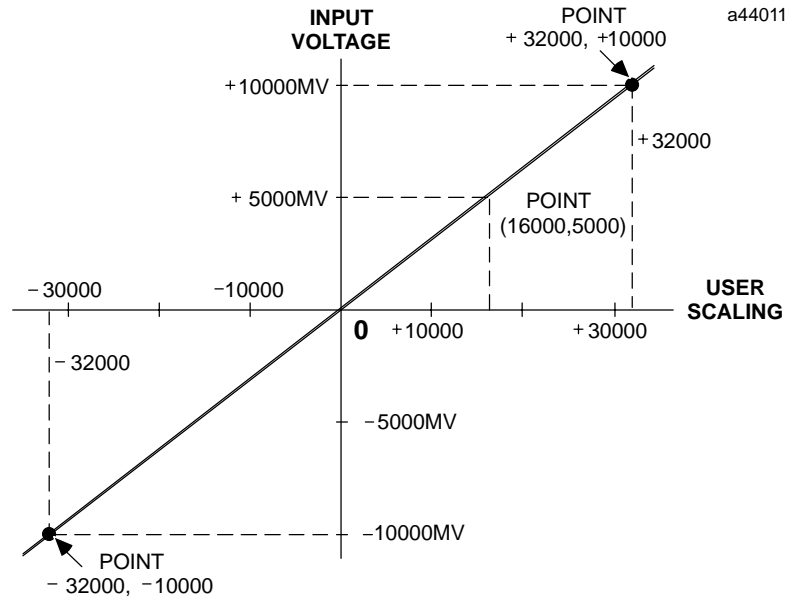 INPUT
VOLTAGE
POINT
+ 32000, +10000
a44011
+10000MV
+ 32000
+ 5000MV
POINT
(16000,5000)
− 30000
−10000
USER
SCALING
0
+10000
+ 30000
− 32000
−5000MV
−10000MV
POINT
− 32000, −10000